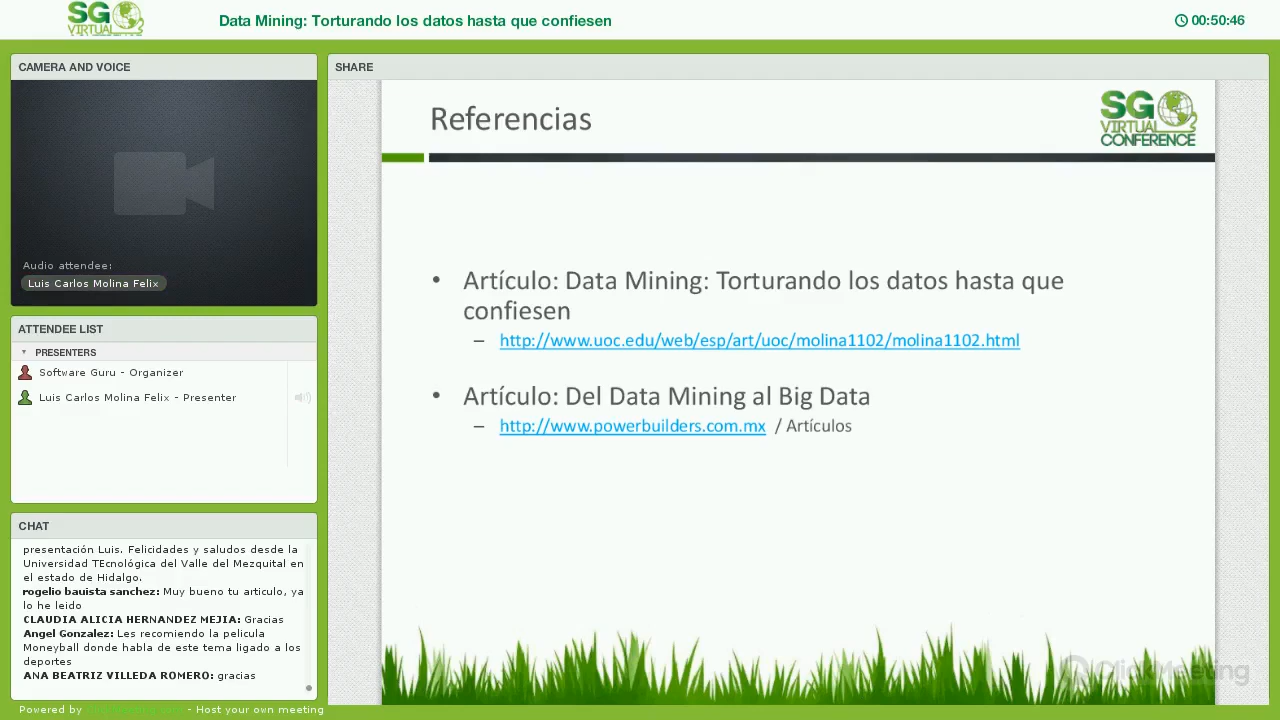 SG
VIRTUAL
CONFERENCE
Data Mining: Torturando los datos hasta que confiesen
00:50:46
CAMERA AND VOICE
Audio attendee:
Luis Carlos Molina Felix
ATTENDEE LIST
PRESENTERS
Software Guru - Organizer
Luis Carlos Molina Felix - Presenter
CHAT
presentación Luis. Felicidades y saludos desde la
Universidad TEcnológica del Valle del Mezquital en
el estado de Hidalgo.
rogelio bauista sanchez: Muy bueno tu articulo, ya
lo he leido
CLAUDIA ALICIA HERNANDEZ MEJIA: Gracias
Angel Gonzalez: Les recomiendo la pelicula
Moneyball donde habla de este tema ligado a los
deportes
ANA BEATRIZ VILLEDA ROMERO: gracias
Powered by - Host your own meeting
SHARE
Referencias
SG
VIRTUAL
CONFERENCE
• Artículo: Data Mining: Torturando los datos hasta que
confiesen
– http://www.uoc.edu/web/esp/art/uoc/molina1102/molina1102.html
• Artículo: Del Data Mining al Big Data
– http://www.powerbuilders.com.mx / Artículos
ClickMeeting